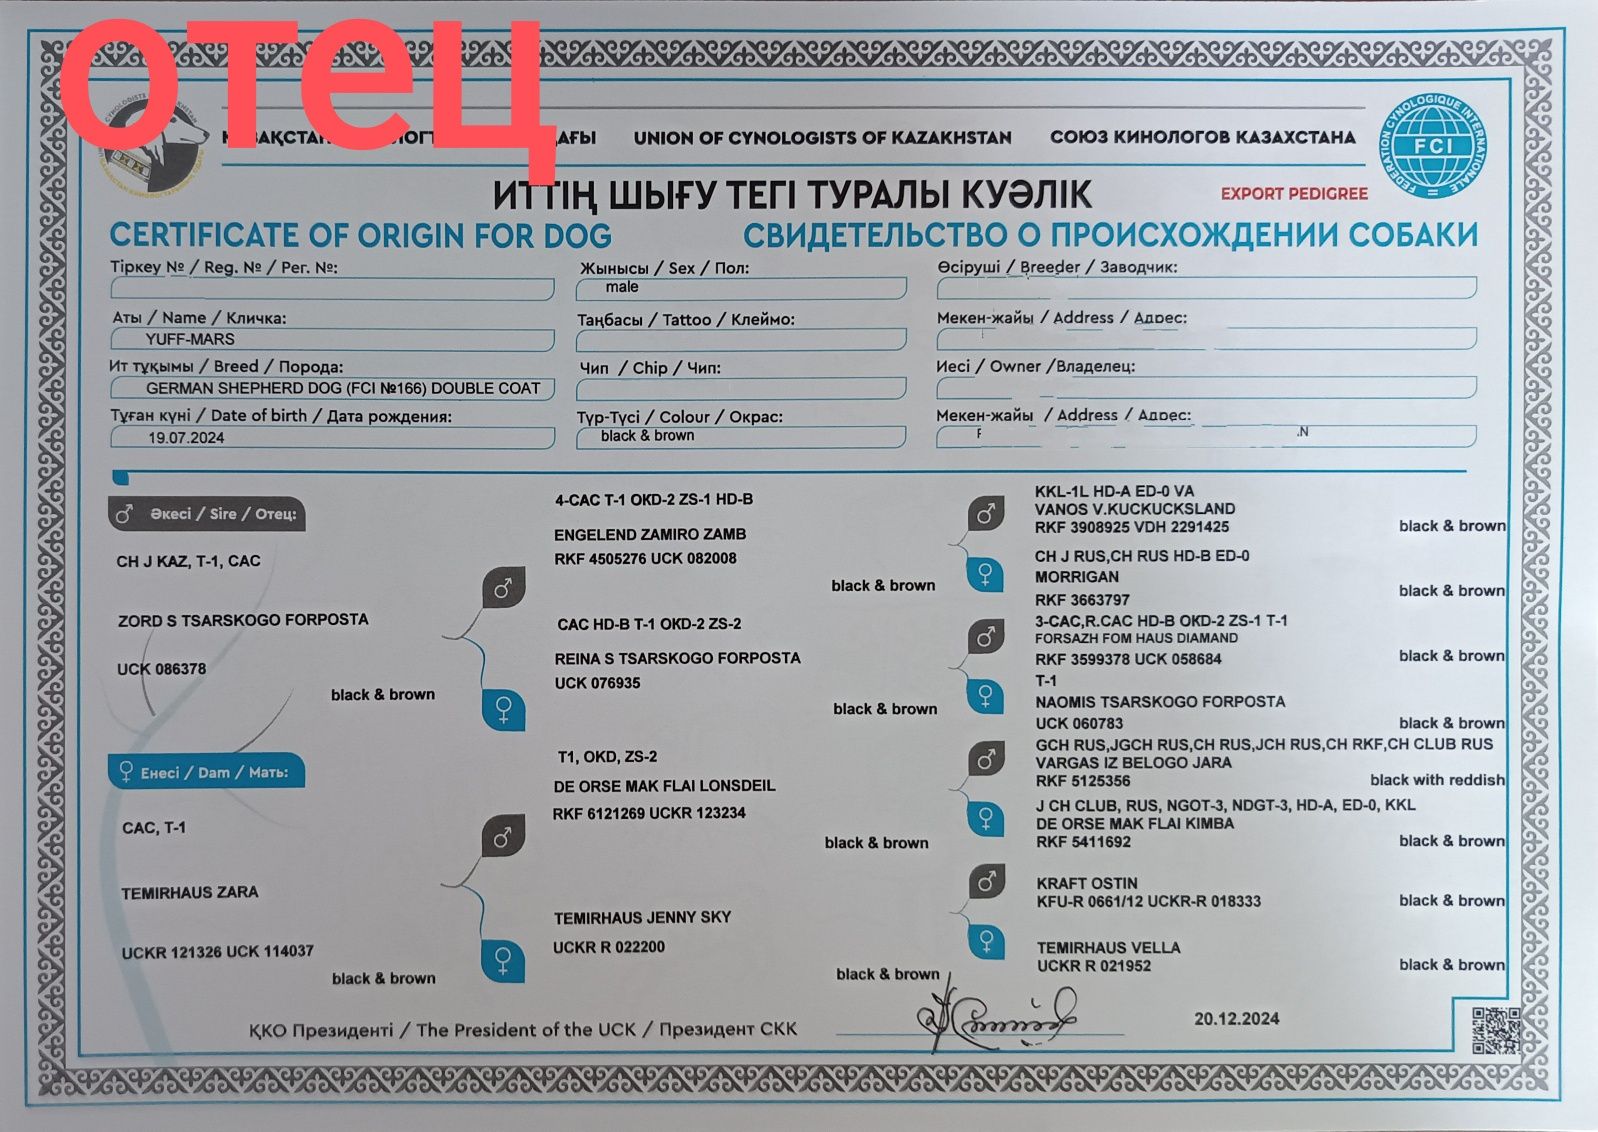 отец
UNION OF CYNOLOGISTS OF KAZAKHSTAN
СОЮЗ КИНОЛОГОВ КАЗАХСТАНА
FEDERATION CYNOLOGIQUE INTERNATIONALE
FCI
ИТТІҢ ШЫҒУ ТЕГІ ТУРАЛЫ КУӘЛІК
EXPORT PEDIGREE
CERTIFICATE OF ORIGIN FOR DOG
СВИДЕТЕЛЬСТВО О ПРОИСХОЖДЕНИИ СОБАКИ
Тіркеу № / Reg. № / Рег. №:
Жынысы / Sex / Пол:
male
Өсіруші / Breeder / Заводчик:
Аты / Name / Кличка:
YUFF-MARS
Таңбасы / Tattoo / Клеймо:
Мекен-жайы / Address / Адрес:
Ит тұқымы / Breed / Порода:
GERMAN SHEPHERD DOG (FCI №166) DOUBLE COAT
Чип / Chip / Чип:
Иесі / Owner /Владелец:
Туған күні / Date of birth / Дата рождения:
19.07.2024
Түр-Түсі / Colour / Окрас:
black & brown
Мекен-жайы / Address / Адрес:
Әкесі / Sire / Отец:
CH J KAZ, T-1, CAC
ZORD S TSARSKOGO FORPOSTA
UCK 086378
black & brown
Енесі / Dam / Мать:
CAC, T-1
TEMIRHAUS ZARA
UCKR 121326 UCK 114037
black & brown
4-CAC T-1 OKD-2 ZS-1 HD-B
ENGELEND ZAMIRO ZAMB
RKF 4505276 UCK 082008
black & brown
CAC HD-B T-1 OKD-2 ZS-2
REINA S TSARSKOGO FORPOSTA
UCK 076935
black & brown
T1, OKD, ZS-2
DE ORSE MAK FLAI LONSDEIL
RKF 6121269 UCKR 123234
black & brown
TEMIRHAUS JENNY SKY
UCKR R 022200
black & brown
KKL-1L HD-A ED-0 VA
VANOS V.KUCKUCKSLAND
RKF 3908925 VDH 2291425
black & brown
CH J RUS,CH RUS HD-B ED-0
MORRIGAN
RKF 3663797
black & brown
3-CAC,R.CAC HD-B OKD-2 ZS-1 T-1
FORSAZH FOM HAUS DIAMAND
RKF 3599378 UCK 058684
black & brown
T-1
NAOMIS TSARSKOGO FORPOSTA
UCK 060783
black & brown
GCH RUS,JGCH RUS,CH RUS,JCH RUS,CH RKF,CH CLUB RUS
VARGAS IZ BELOGO JARA
RKF 5125356
black with reddish
J CH CLUB, RUS, NGOT-3, NDGT-3, HD-A, ED-0, KKL
DE ORSE MAK FLAI KIMBA
RKF 5411692
black & brown
KRAFT OSTIN
KFU-R 0661/12 UCKR-R 018333
black & brown
TEMIRHAUS VELLA
UCKR R 021952
black & brown
ҚКО Президенті / The President of the UCK / Президент СКК
20.12.2024